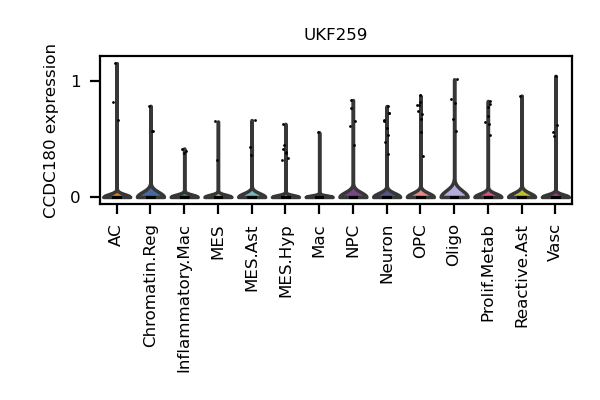 UKF259
CCDC180 expression
1
0
AC
Chromatin.Reg
Inflammatory.Mac
MES
MES.Ast
MES.Hyp
Mac
NPC
Neuron
OPC
Oligo
Prolif.Metab
Reactive.Ast
Vasc